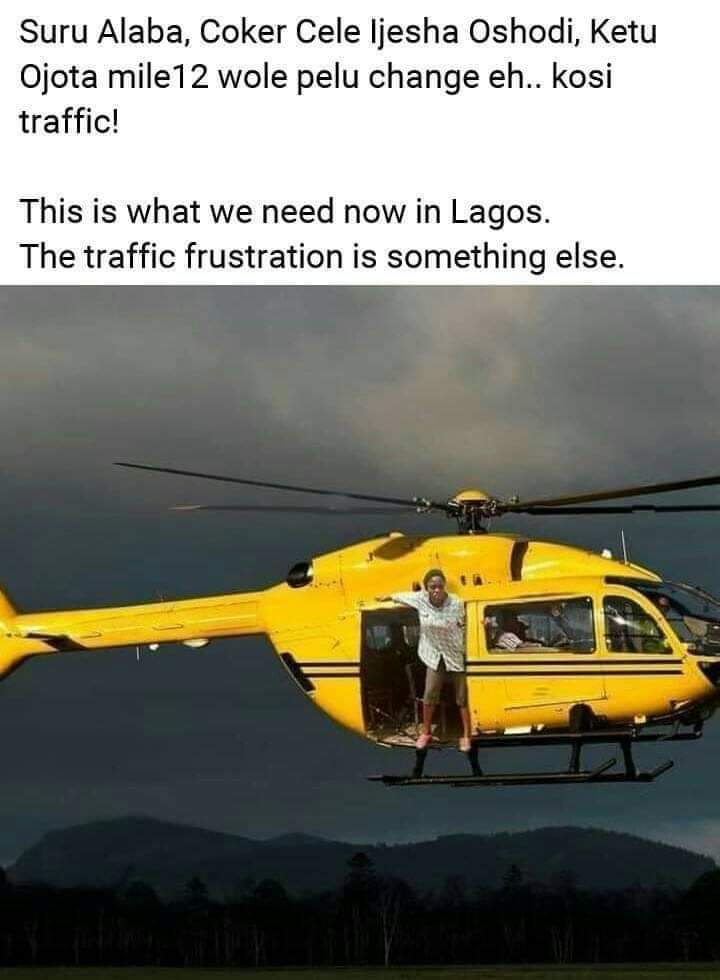 Suru Alaba, Coker Cele Ijesha Oshodi, Ketu
Ojota mile12 wole pelu change eh.. kosi
traffic!
This is what we need now in Lagos.
The traffic frustration is something else.